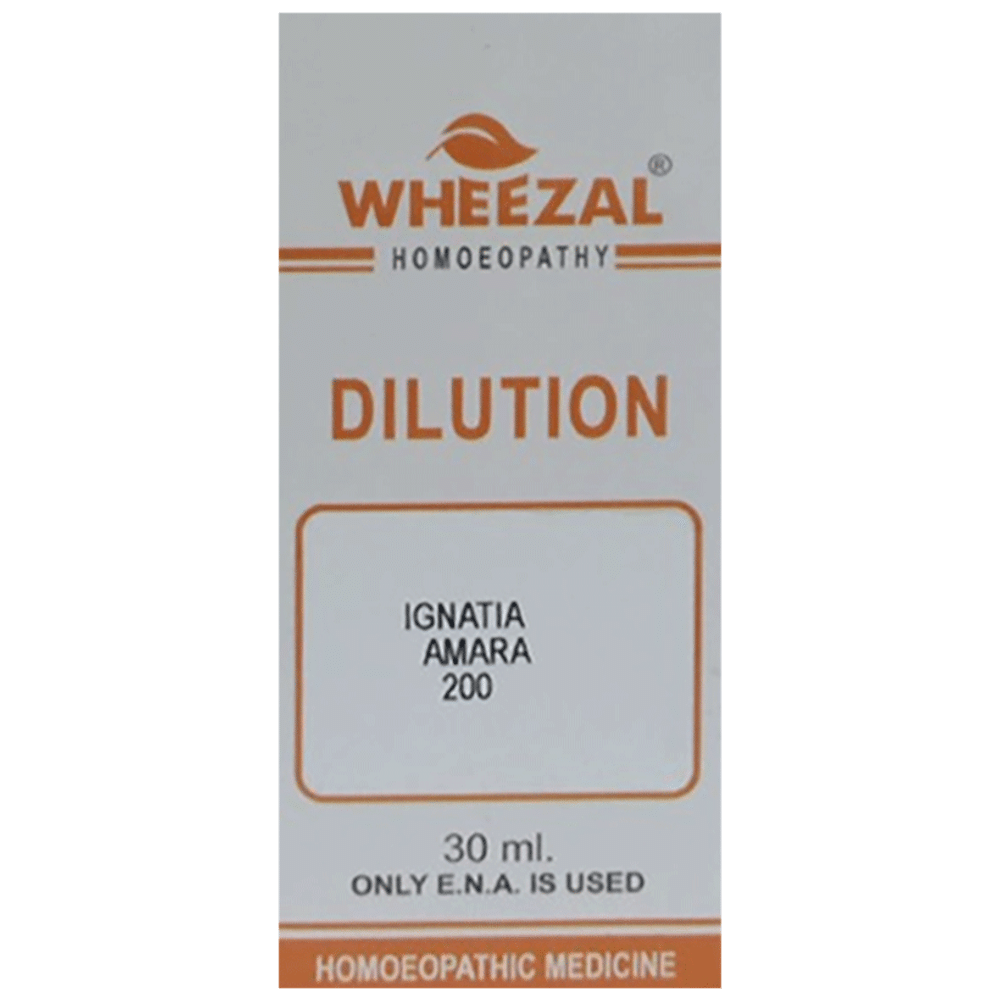 WHEEZAL®
HOMOEOPATHY
DILUTION
IGNATIA
AMARA
200
30 ml.
ONLY E.N.A. IS USED
HOMOEOPATHIC MEDICINE